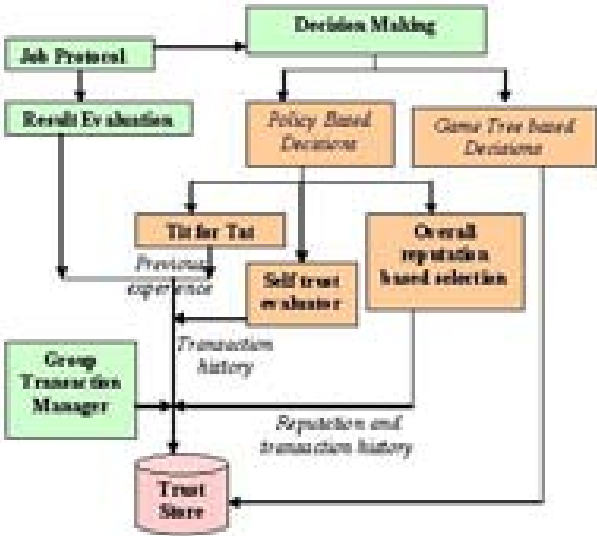 Decision Making
Job Protocol
Result Evaluation
Policy Based
Decisions
Game Tree based
Decisions
Tit for Tat
Overall
reputation
based selection
Previous
experience
Self trust
evaluator
Transaction
history
Group
Transaction
Manager
Reputation and
transaction history
Trust
Store